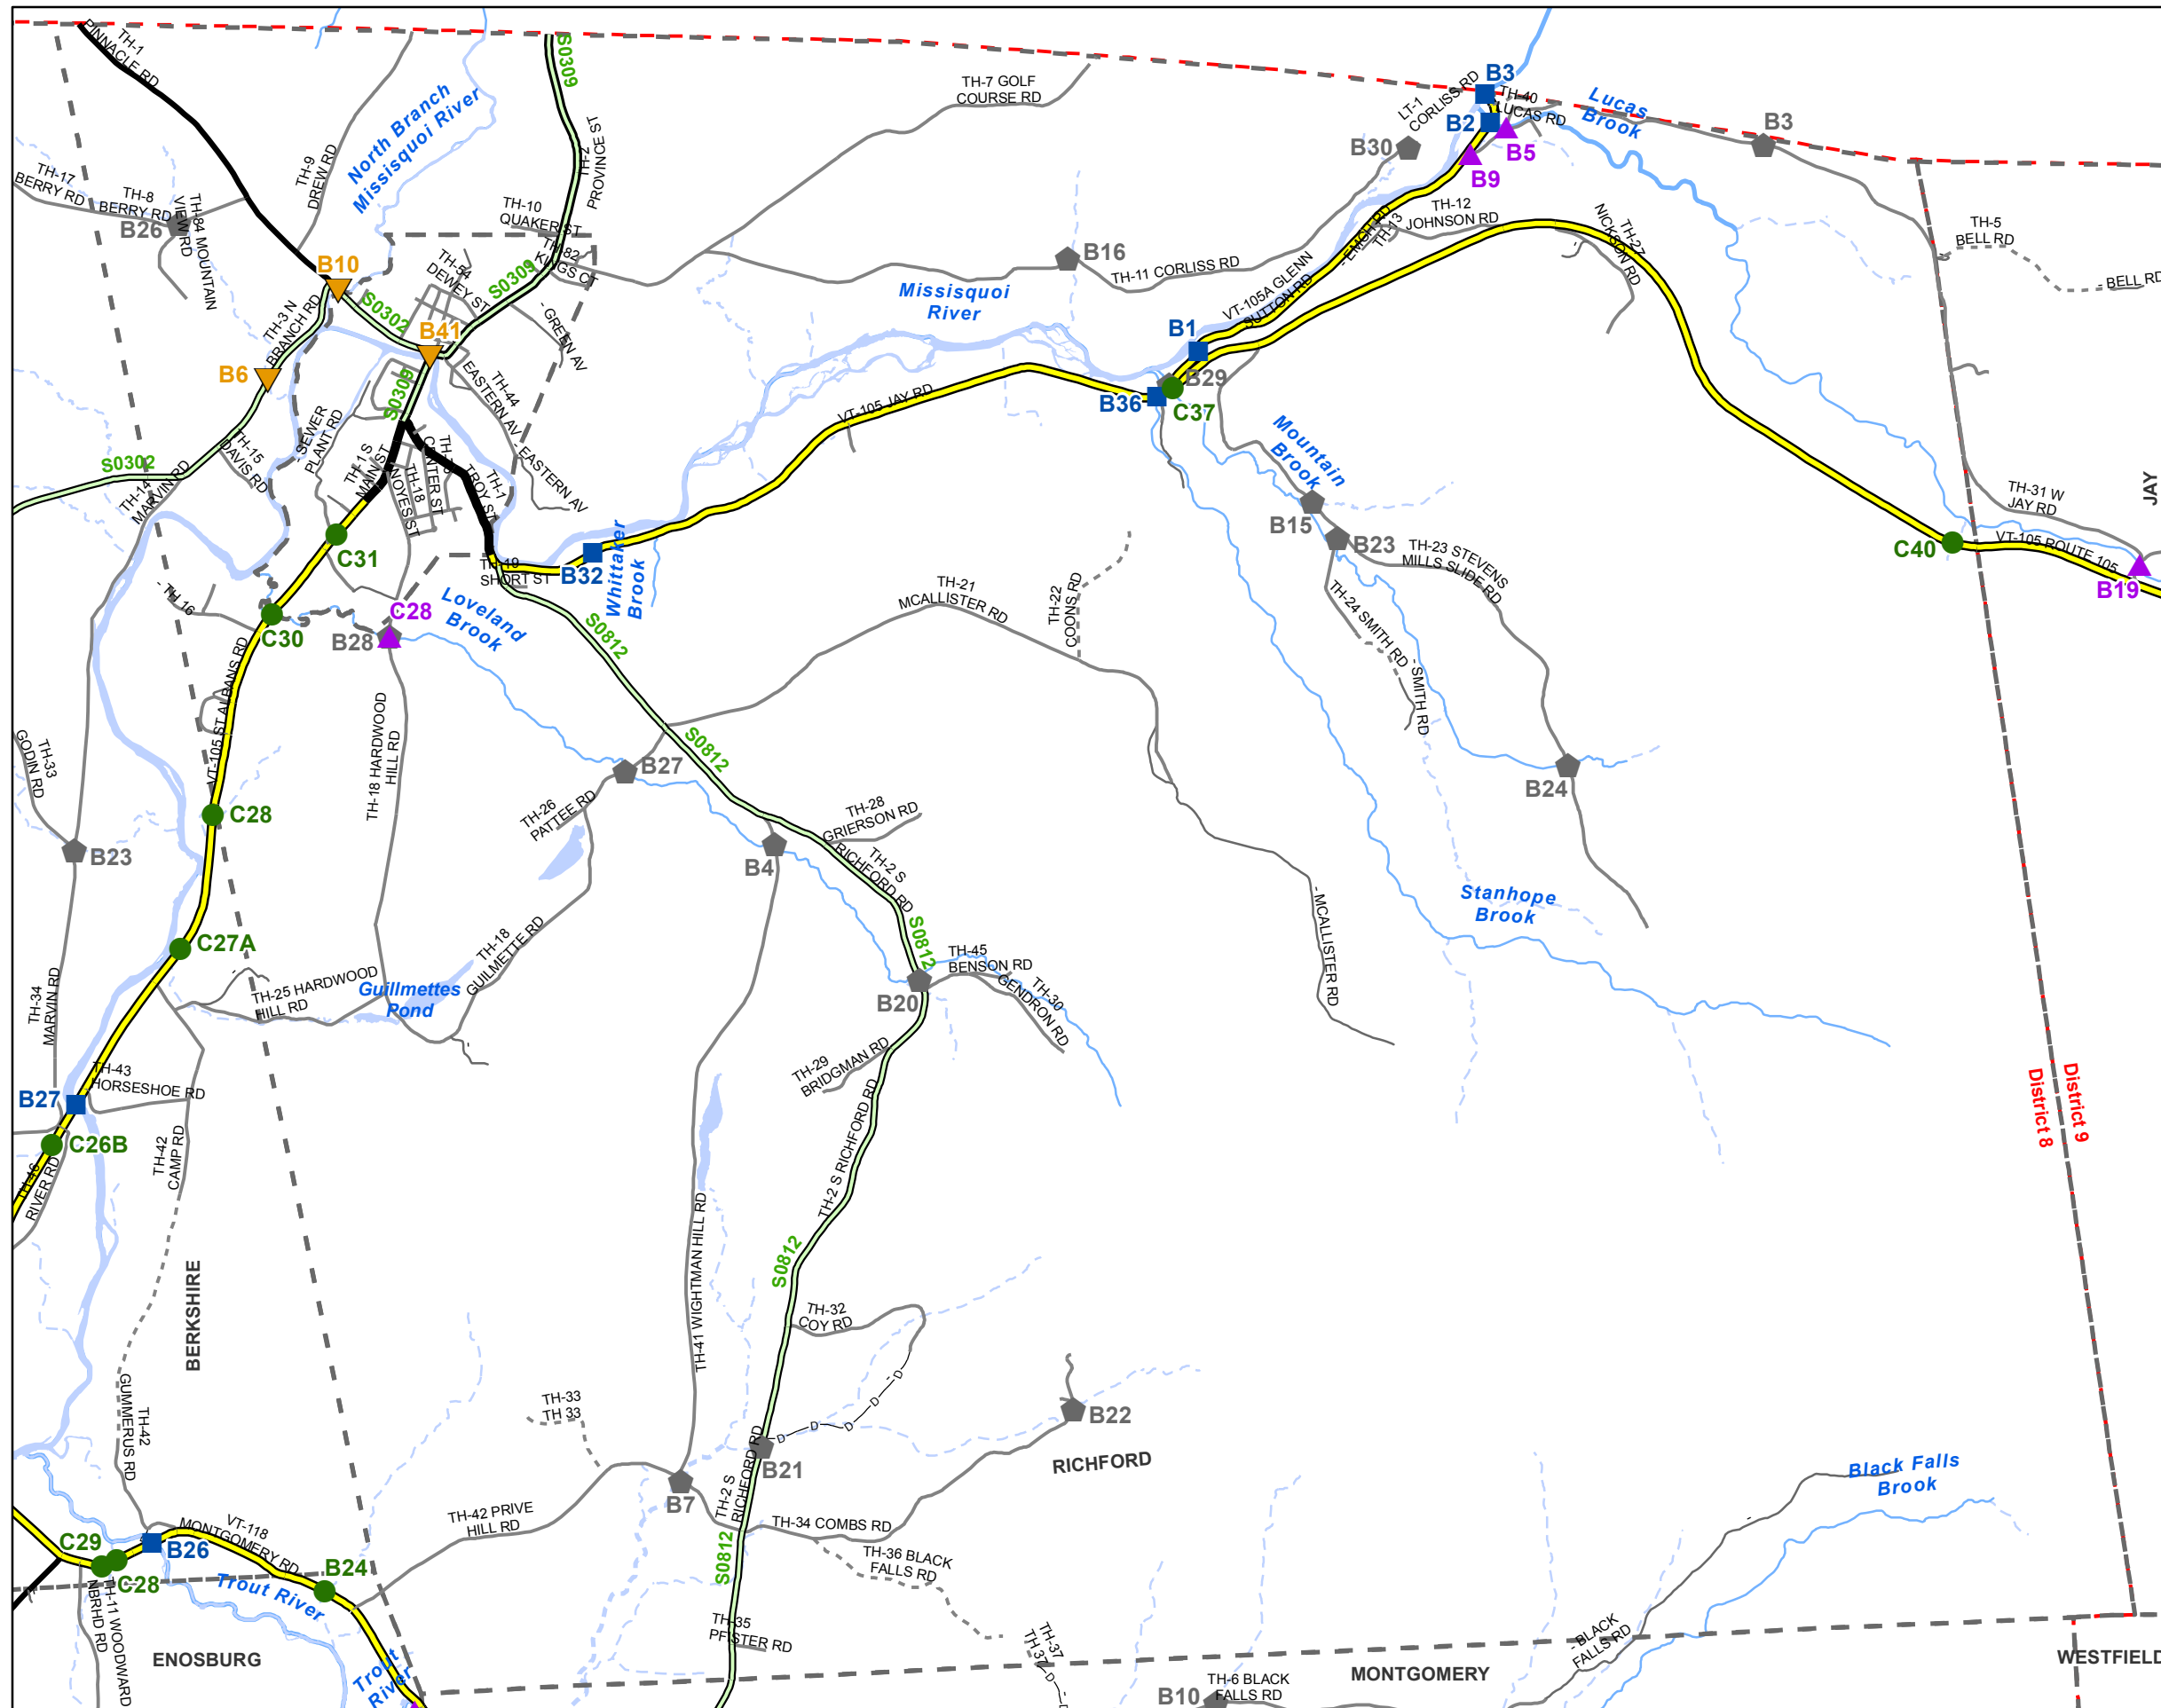 TH-1
PINNACLE RD
S0309
TH-7 GOLF
COURSE RD
B3
LT-1
CORLISS RD
TH-40
LUCAS RD
B2
B5
B9
B30
Lucas
Brook
B3
North Branch
Missisquoi River
TH-2
PROVINCE ST
TH-9
DREW RD
TH-17
BERRY RD
TH-8
BERRY RD
TH-84 MOUNTAIN
VIEW RD
B26
TH-10
QUAKER ST
TH-82
KINGS CT
TH-54
DEWEY ST
S0309
- GREEN AV
B10
S0302
B41
TH-3 N
BRANCH RD
B6
B16
TH-11 CORLISS RD
TH-12
JOHNSON RD
- EMCH RD
TH-13
TH-27
NICKSON RD
TH-5
BELL RD
- BELL RD
Missisquoi
River
VT-105A GLENN
SUTTON RD
B1
B29
B36
C37
VT-105 JAY RD
S0309
TH-44
EASTERN AV
- EASTERN AV
- SEWER
PLANT RD
TH-15
DAVIS RD
S0302
TH-14
MARVIN RD
TH-1 S
MAIN ST
CENTER ST
TH-18
NOYES ST
TH-1
TROY ST
Mountain
Brook
B15
B23
TH-23 STEVENS
MILLS SLIDE RD
TH-24 SMITH RD
- SMITH RD
TH-31 W
JAY RD
JAY
C40
VT-105 ROUTE 105
B19
C31
TH-19
SHORT ST
B32
Whittaker
Brook
- TH 16
C30
C28
B28
Loveland
Brook
S0812
TH-21
MCALLISTER RD
TH-22
COONS RD
VT-105 ST ALBANS RD
TH-18 HARDWOOD
HILL RD
TH-33
GODIN RD
S0812
B27
TH-26
PATTEE RD
B24
C28
B23
TH-28
GRIERSON RD
B4
TH-2 S
RICHFORD RD
- MCALLISTER RD
Stanhope
Brook
C27A
S0812
TH-18
GUILMETTE RD
TH-45
BENSON RD
TH-30
GENDRON RD
B20
TH-25 HARDWOOD
HILL RD
Guillmettes
Pond
TH-34
MARVIN RD
TH-29
BRIDGMAN RD
TH-43
HORSESHOE RD
B27
C26B
TH-42
CAMP RD
TH-46
RIVER RD
TH-2 S RICHFORD RD
District 8
District 9
S0812
TH-41 WIGHTMAN HILL RD
BERKSHIRE
TH-32
COY RD
D
D
D
D
D
TH-33
TH 33
TH-42
GUMMERUS RD
B22
B21
RICHFORD
B7
TH-2 S
RICHFORD RD
TH-42 PRIVE
HILL RD
TH-34 COMBS RD
Black Falls
Brook
VT-118
MONTGOMERY RD
C29
B26
C28
B24
S0812
TH-36 BLACK
FALLS RD
Trout River
TH-11 WOODWARD
NBRHD RD
TH-35
PFISTER RD
TH-37
TH 37
D
ENOSBURG
Trout
River
- BLACK
FALLS RD
MONTGOMERY
WESTFIELD
B10
TH-6 BLACK
FALLS RD